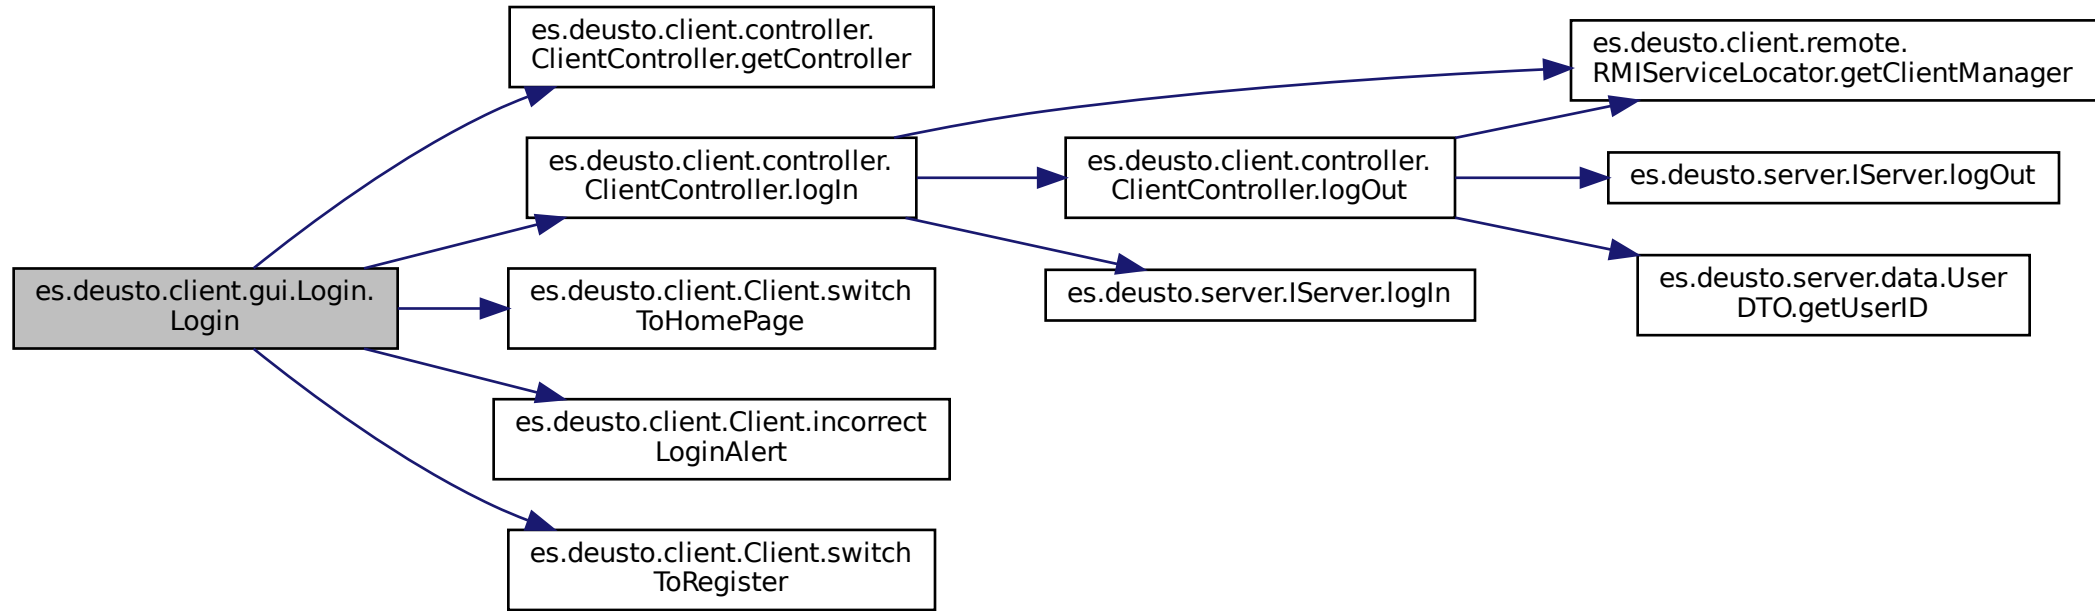 es.deusto.client.gui.Login.
Login
es.deusto.client.controller.
ClientController.getController
es.deusto.client.controller.
ClientController.logIn
es.deusto.client.Client.switch
ToHomePage
es.deusto.client.Client.incorrect
LoginAlert
es.deusto.client.Client.switch
ToRegister
es.deusto.client.controller.
ClientController.logOut
es.deusto.server.IServer.logIn
es.deusto.client.remote.
RMIServiceLocator.getClientManager
es.deusto.server.IServer.logOut
es.deusto.server.data.User
DTO.getUserID